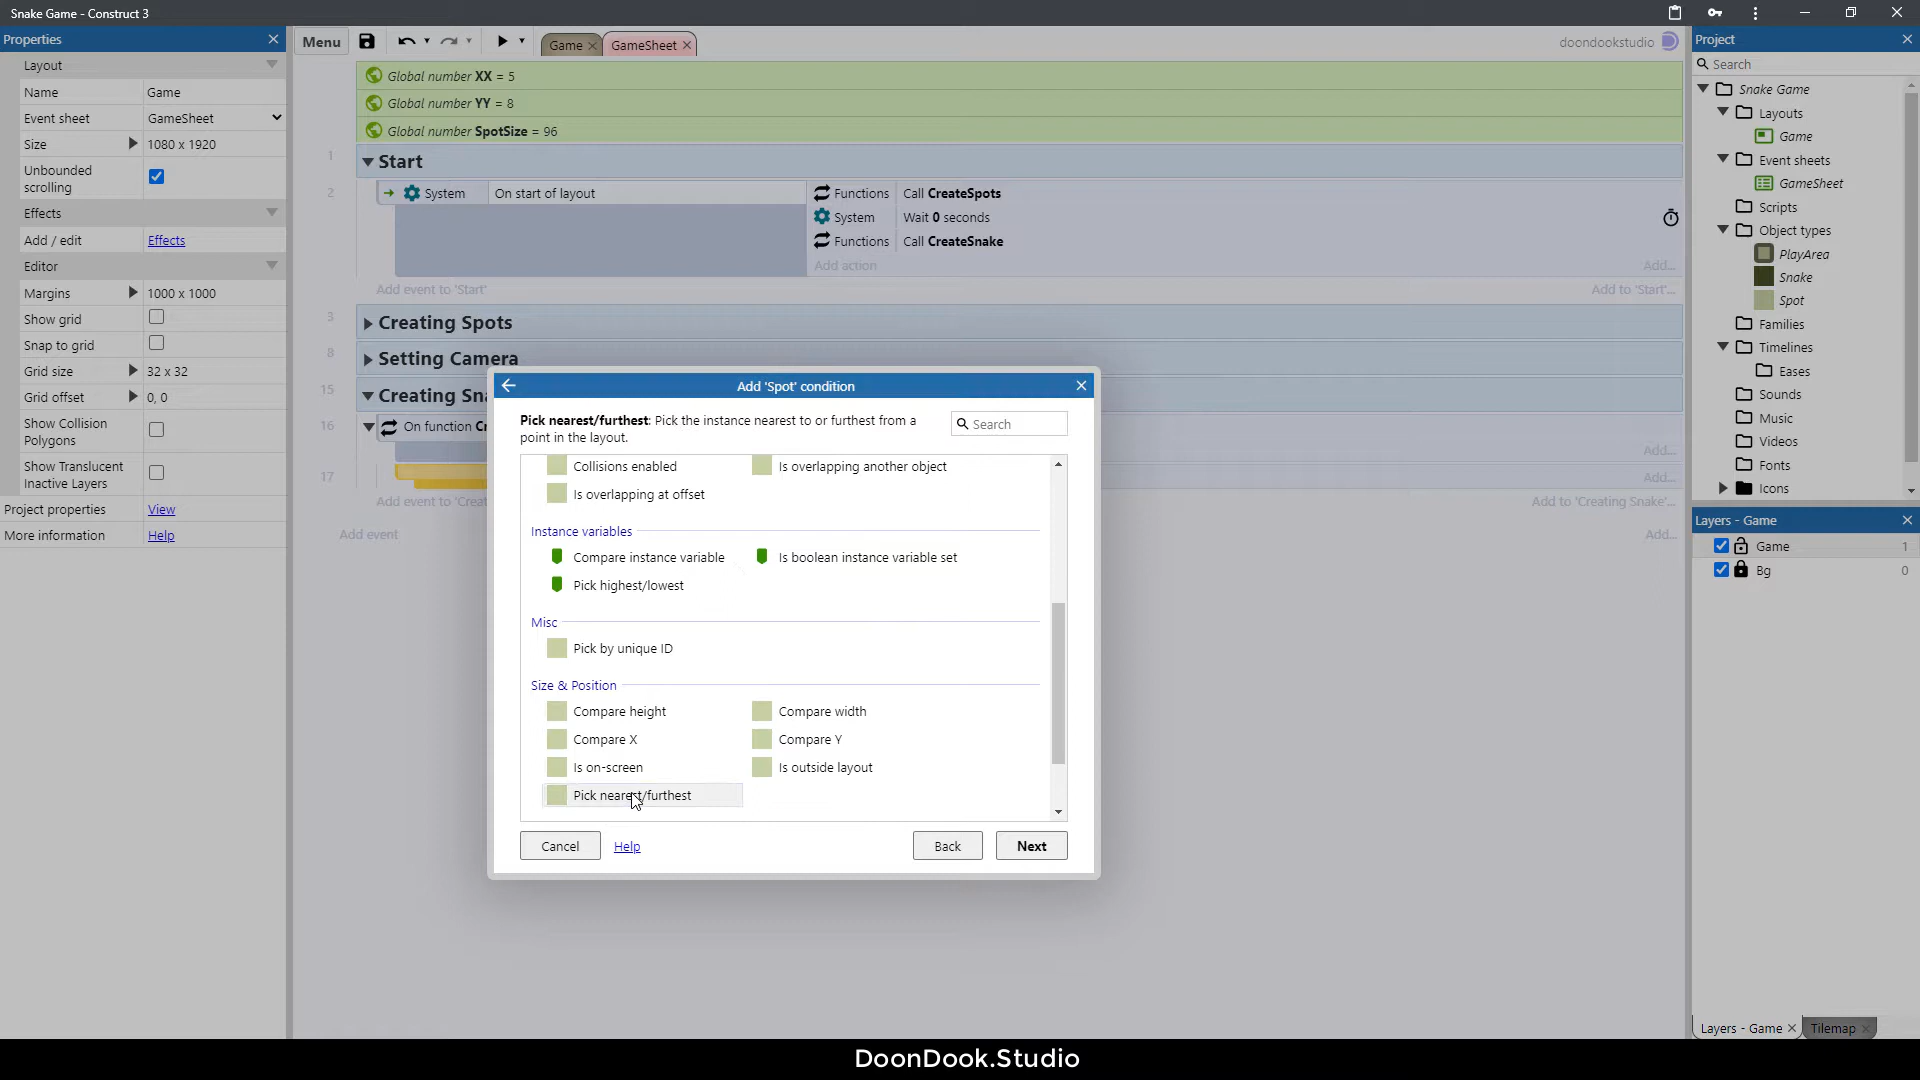 Snake Game - Construct 3
Properties
Layout
Name Game
Event sheet GameSheet
Size 1080 x 1920
Unbounded
scrolling
Effects
Add / edit Effects
Editor
Margins 1000 x 1000
Show grid
Snap to grid
Grid size 32 x 32
Grid offset 0, 0
Show Collision
Polygons
Show Translucent
Inactive Layers
Project properties View
More information Help
Menu
Game
GameSheet
doondookstudio
Global number XX = 5
Global number YY = 8
Global number SpotSize = 96
1 Start
2 System On start of layout
Functions Call CreateSpots
System Wait 0 seconds
Functions Call CreateSnake
Add action Add...
Add event to 'Start' Add to 'Start'...
3 Creating Spots
8 Setting Camera
15 Creating Sn
16 On function Cr
Add...
17 Add...
Add event to 'Crea Add to 'Creating Snake'...
Add event Add...
Add 'Spot' condition
Pick nearest/furthest: Pick the instance nearest to or furthest from a
point in the layout.
Search
Collisions enabled Is overlapping another object
Is overlapping at offset
Instance variables
Compare instance variable Is boolean instance variable set
Pick highest/lowest
Misc
Pick by unique ID
Size & Position
Compare height Compare width
Compare X Compare Y
Is on-screen Is outside layout
Pick nearest/furthest
Cancel Help Back Next
Project
Search
Snake Game
Layouts
Game
Event sheets
GameSheet
Scripts
Object types
PlayArea
Snake
Spot
Families
Timelines
Eases
Sounds
Music
Videos
Fonts
Icons
Layers - Game
Game 1
Bg 0
Layers - Game Tilemap
DoonDook.Studio